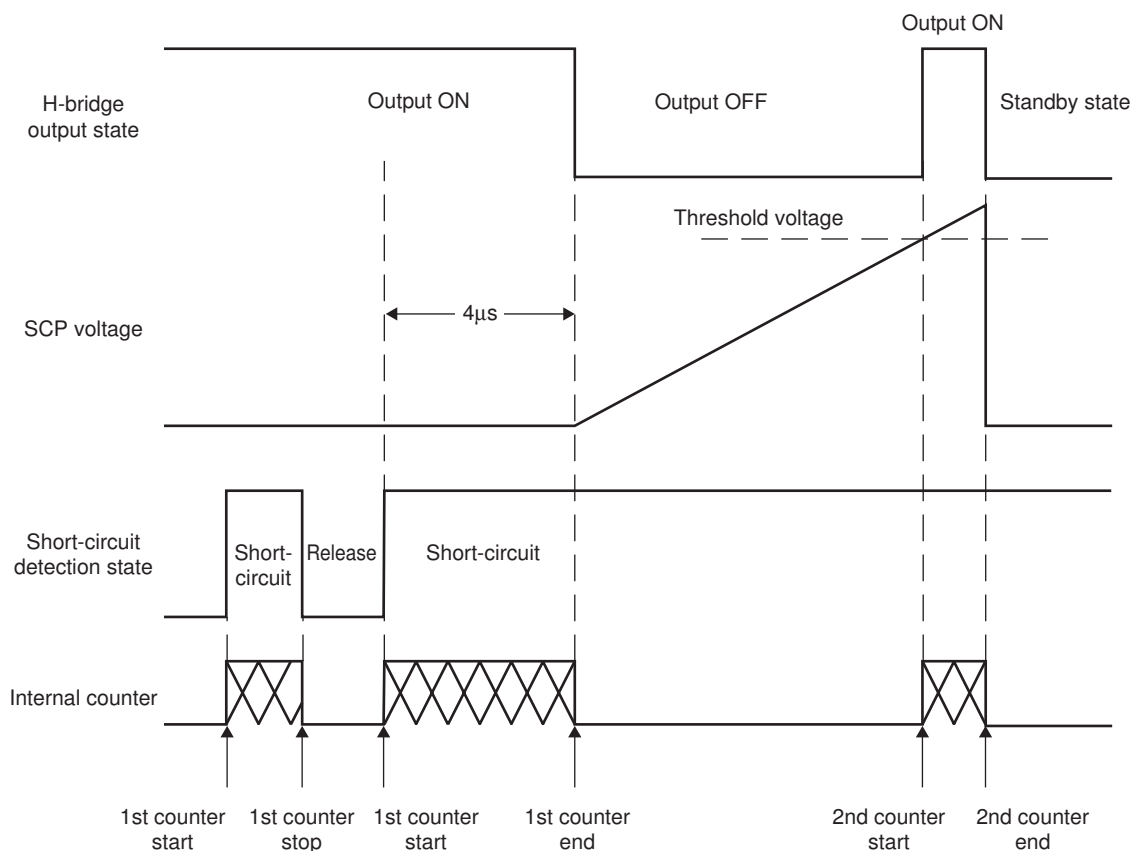 Output ON
H-bridge
output state
Output ON
Output OFF
Standby state
Threshold voltage
SCP voltage
4μs
Short-circuit
detection state
Short-
circuit
Release
Short-circuit
Internal counter
1st counter
start
1st counter
stop
1st counter
start
1st counter
end
2nd counter
start
2nd counter
end